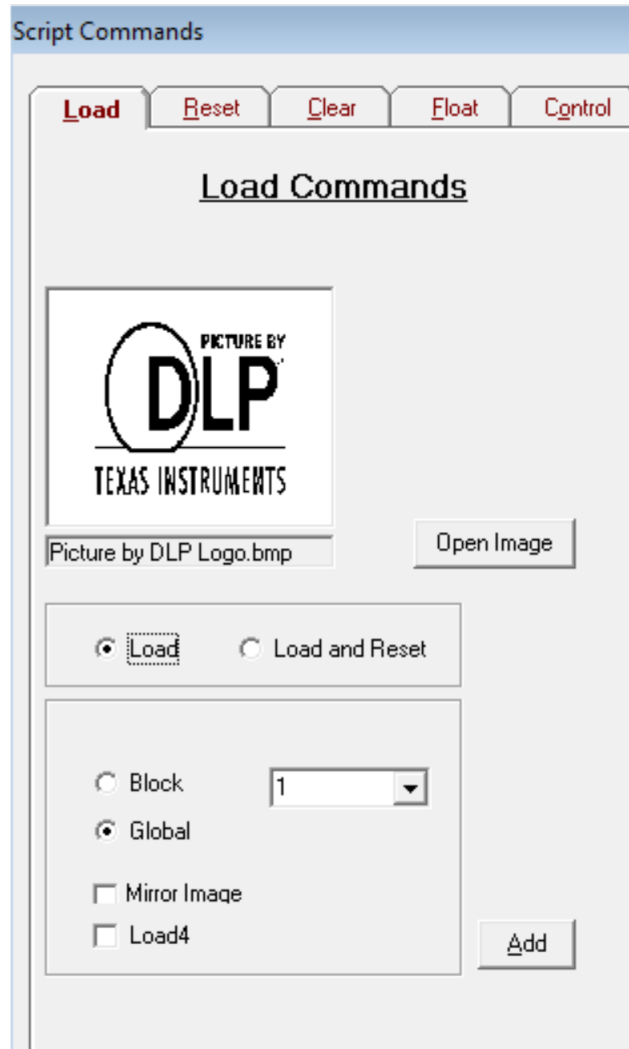 Script Commands
Load Reset Clear Float Control
Load Commands
PICTURE BY
DLP
TEXAS INSTRUMENTS
Picture by DLP Logo.bmp
Open Image
Load Load and Reset
Block 1
Global
Mirror Image
Load4
Add